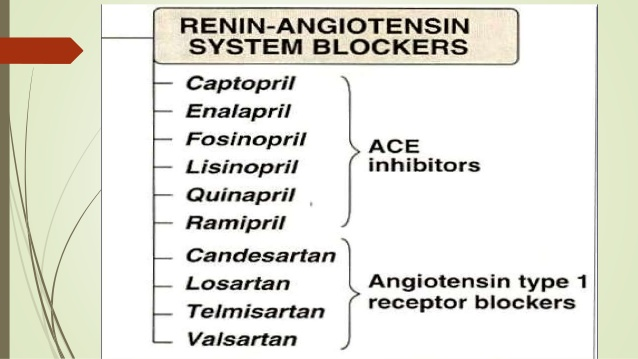 RENIN-ANGIOTENSIN
SYSTEM BLOCKERS
Captopril
Enalapril
Fosinopril
Lisinopril
Quinapril
Ramipril
ACE
inhibitors
Candesartan
Losartan
Telmisartan
Valsartan
Angiotensin type 1
receptor blockers